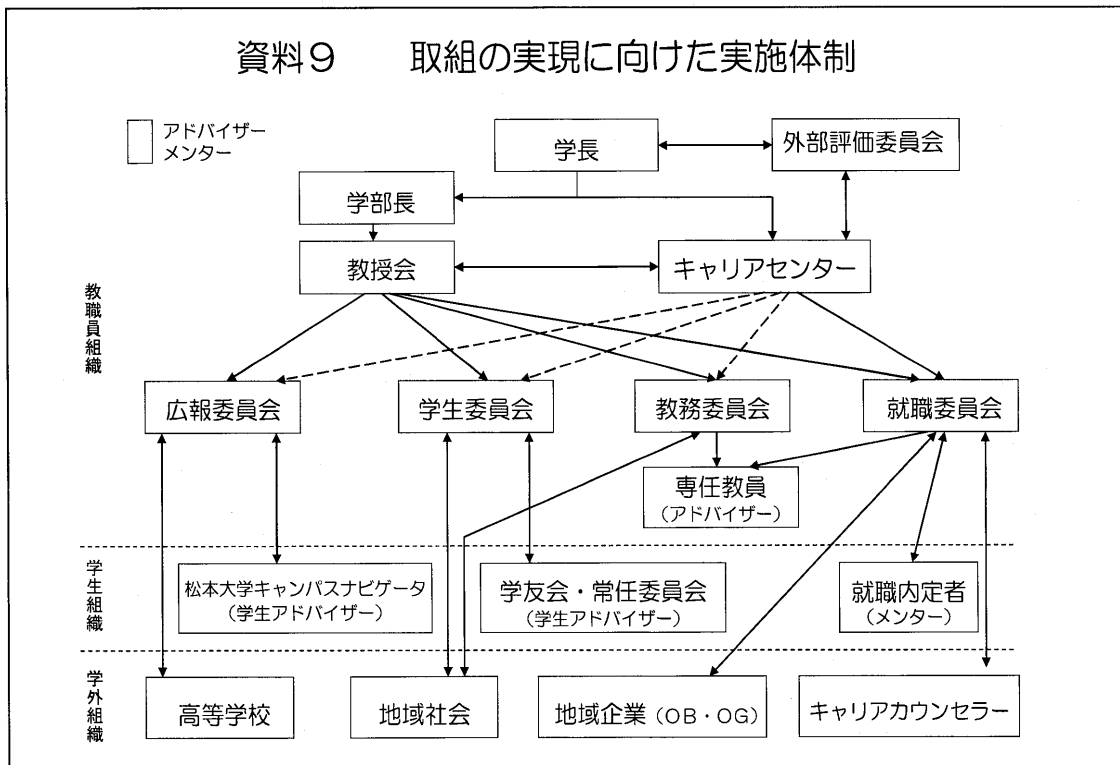 資料９　取組の実現に向けた実施体制
アドバイザー
メンター
学長
外部評価委員会
学部長
教授会
キャリアセンター
教職員組織
広報委員会
学生委員会
教務委員会
就職委員会
専任教員
（アドバイザー）
学生組織
松本大学キャンパスナビゲータ
（学生アドバイザー）
学友会・常任委員会
（学生アドバイザー）
就職内定者
（メンター）
学外組織
高等学校
地域社会
地域企業（ＯＢ・ＯＧ）
キャリアカウンセラー